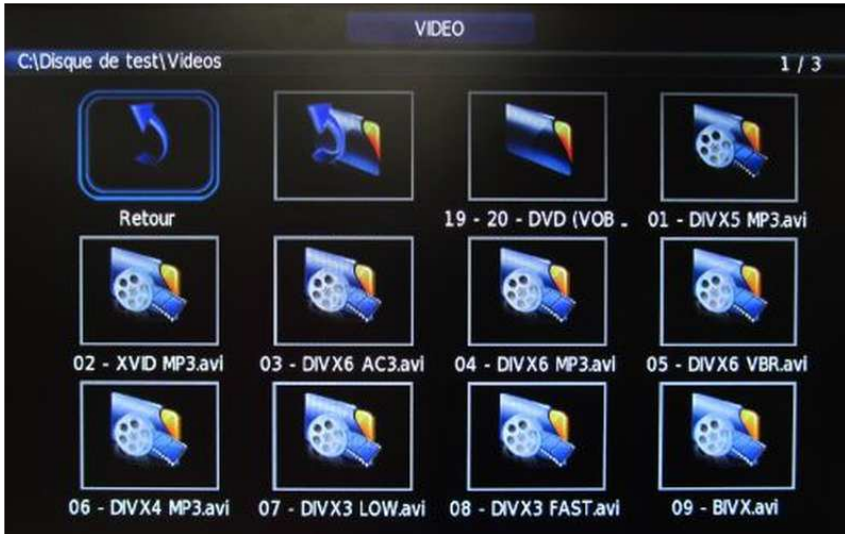 VIDEO
C:\Disque de test\Videos
1 / 3
Retour
19 - 20 - DVD (VOB _
01 - DIVX5 MP3.avi
02 - XVID MP3.avi
03 - DIVX6 AC3.avi
04 - DIVX6 MP3.avi
05 - DIVX6 VBR.avi
06 - DIVX4 MP3.avi
07 - DIVX3 LOW.avi
08 - DIVX3 FAST.avi
09 - BIVX.avi